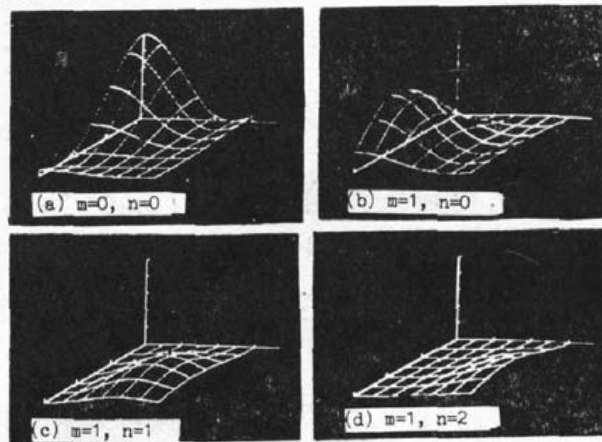 (a) m=0, n=0
(b) m=1, n=0
(c) m=1, n=1
(d) m=1, n=2